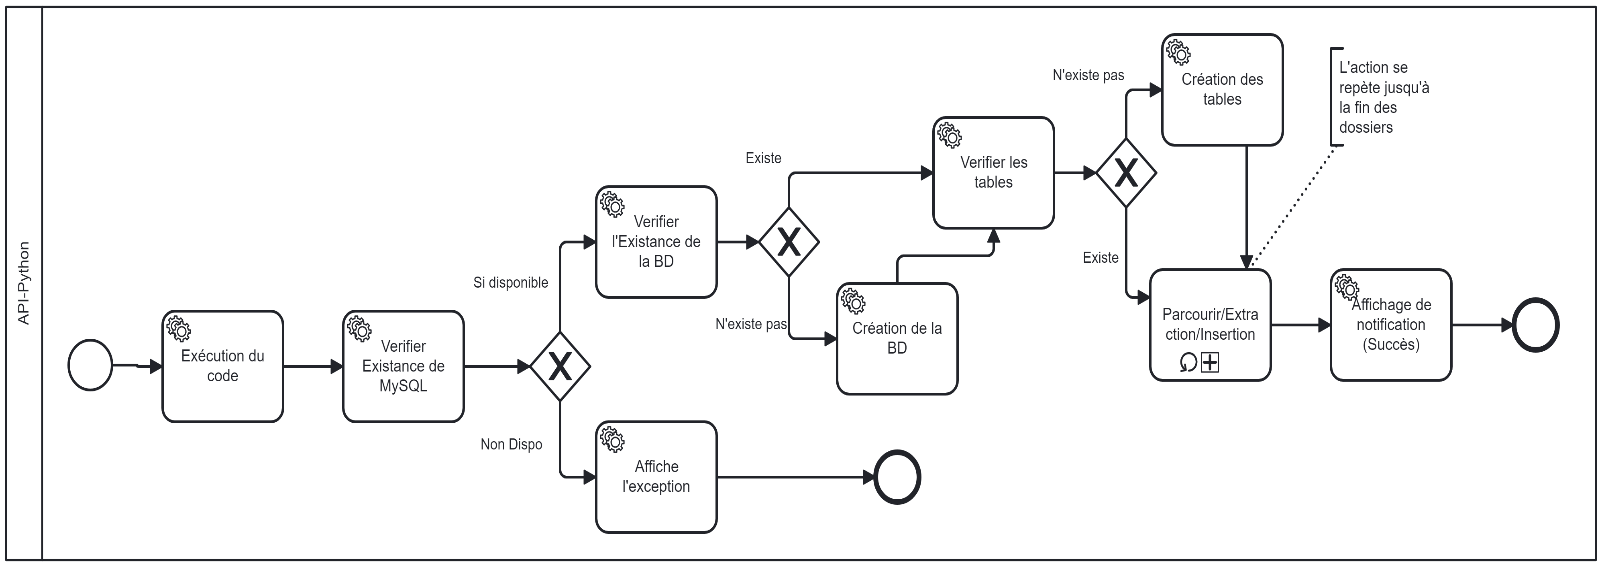 API-Python
Exécution du
code
Verifier
Existance de
MySQL
Si disponible
Non Dispo
Verifier
l'Existance de
la BD
Affiche
l'exception
Existe
N'existe pas
Création de la
BD
Verifier les
tables
N'existe pas
Existe
Création des
tables
L'action se
repète jusqu'à
la fin des
dossiers
Parcourir/Extra
ction/Insertion
Affichage de
notification
(Succès)